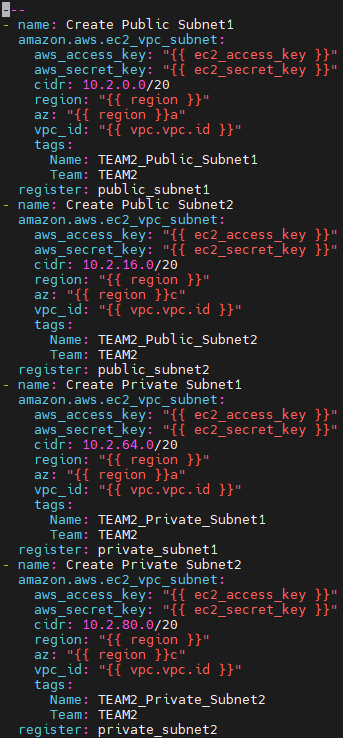 ---
- name: Create Public Subnet1
  amazon.aws.ec2_vpc_subnet:
    aws_access_key: "{{ ec2_access_key }}"
    aws_secret_key: "{{ ec2_secret_key }}"
    cidr: 10.2.0.0/20
    region: "{{ region }}"
    az: "{{ region }}a"
    vpc_id: "{{ vpc.vpc.id }}"
    tags:
      Name: TEAM2_Public_Subnet1
      Team: TEAM2
  register: public_subnet1
- name: Create Public Subnet2
  amazon.aws.ec2_vpc_subnet:
    aws_access_key: "{{ ec2_access_key }}"
    aws_secret_key: "{{ ec2_secret_key }}"
    cidr: 10.2.16.0/20
    region: "{{ region }}"
    az: "{{ region }}c"
    vpc_id: "{{ vpc.vpc.id }}"
    tags:
      Name: TEAM2_Public_Subnet2
      Team: TEAM2
  register: public_subnet2
- name: Create Private Subnet1
  amazon.aws.ec2_vpc_subnet:
    aws_access_key: "{{ ec2_access_key }}"
    aws_secret_key: "{{ ec2_secret_key }}"
    cidr: 10.2.64.0/20
    region: "{{ region }}"
    az: "{{ region }}a"
    vpc_id: "{{ vpc.vpc.id }}"
    tags:
      Name: TEAM2_Private_Subnet1
      Team: TEAM2
  register: private_subnet1
- name: Create Private Subnet2
  amazon.aws.ec2_vpc_subnet:
    aws_access_key: "{{ ec2_access_key }}"
    aws_secret_key: "{{ ec2_secret_key }}"
    cidr: 10.2.80.0/20
    region: "{{ region }}"
    az: "{{ region }}c"
    vpc_id: "{{ vpc.vpc.id }}"
    tags:
      Name: TEAM2_Private_Subnet2
      Team: TEAM2
  register: private_subnet2